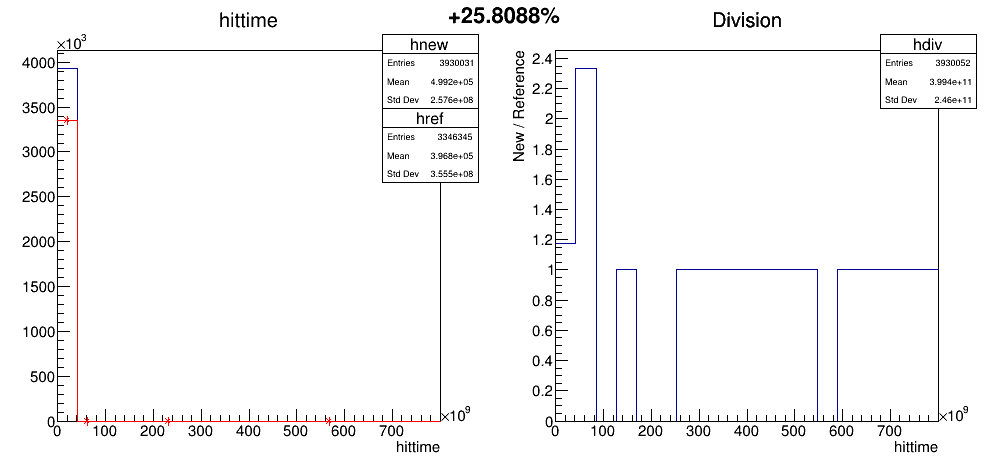 +25.8088%
hittime
×10³
hnew
Entries 3930031
Mean 4.992e+05
Std Dev 2.576e+08
href
Entries 3346345
Mean 3.968e+05
Std Dev 3.555e+08
4000
3500
3000
2500
2000
1500
1000
500
0
0 100 200 300 400 500 600 700
×10⁹
hittime
Division
hdiv
Entries 3930052
Mean 3.994e+11
Std Dev 2.46e+11
New / Reference
2.4
2.2
2
1.8
1.6
1.4
1.2
1
0.8
0.6
0.4
0.2
0
0 100 200 300 400 500 600 700
×10⁹
hittime